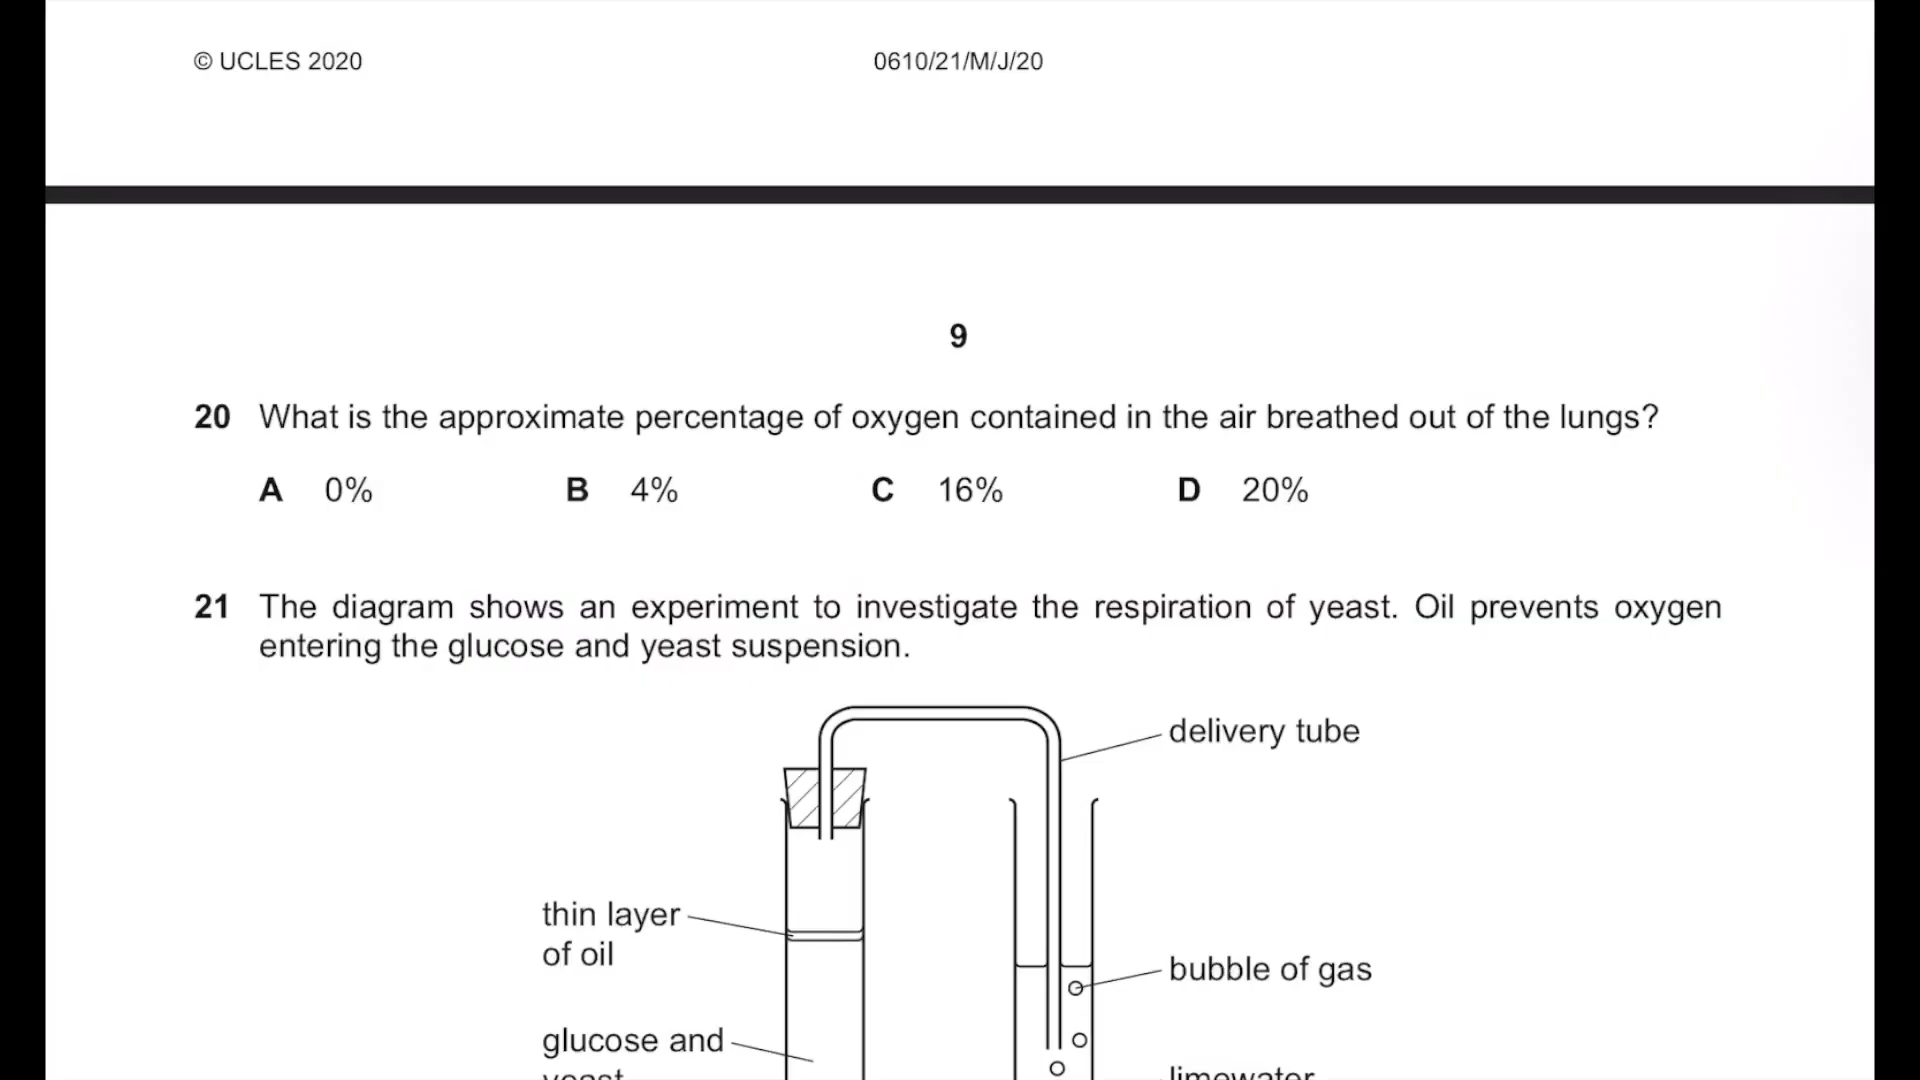 © UCLES 2020 0610/21/M/J/20
9
20 What is the approximate percentage of oxygen contained in the air breathed out of the lungs?
A 0% B 4% C 16% D 20%
21 The diagram shows an experiment to investigate the respiration of yeast. Oil prevents oxygen
entering the glucose and yeast suspension.
delivery tube
thin layer
of oil
bubble of gas
glucose and
yeast
limewater